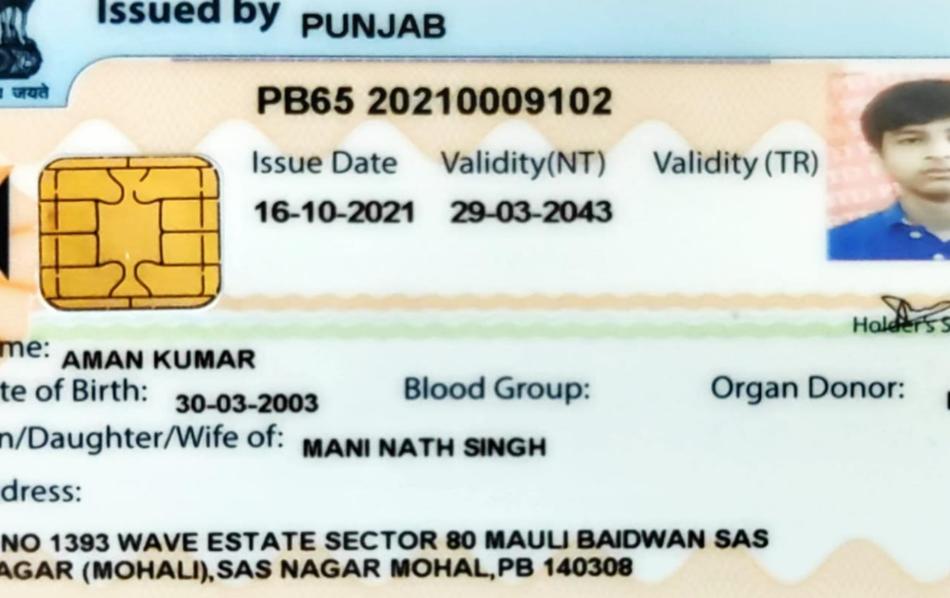 Issued by PUNJAB
जयते
PB65 20210009102
Issue Date Validity(NT) Validity (TR)
16-10-2021 29-03-2043
Holder's S
me: AMAN KUMAR
te of Birth: 30-03-2003 Blood Group: Organ Donor:
n/Daughter/Wife of: MANI NATH SINGH
dress:
NO 1393 WAVE ESTATE SECTOR 80 MAULI BAIDWAN SAS
AGAR (MOHALI),SAS NAGAR MOHAL,PB 140308